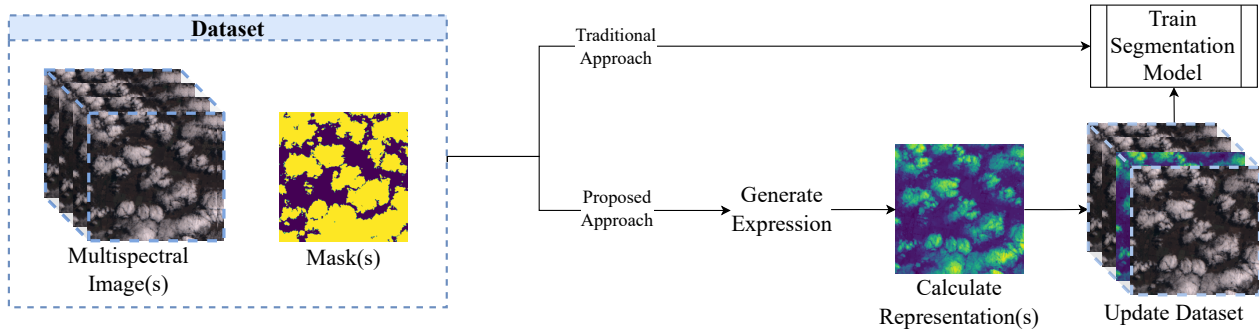 Dataset
Multispectral
Image(s)
Mask(s)
Traditional
Approach
Proposed
Approach
Generate
Expression
Calculate
Representation(s)
Train
Segmentation
Model
Update Dataset